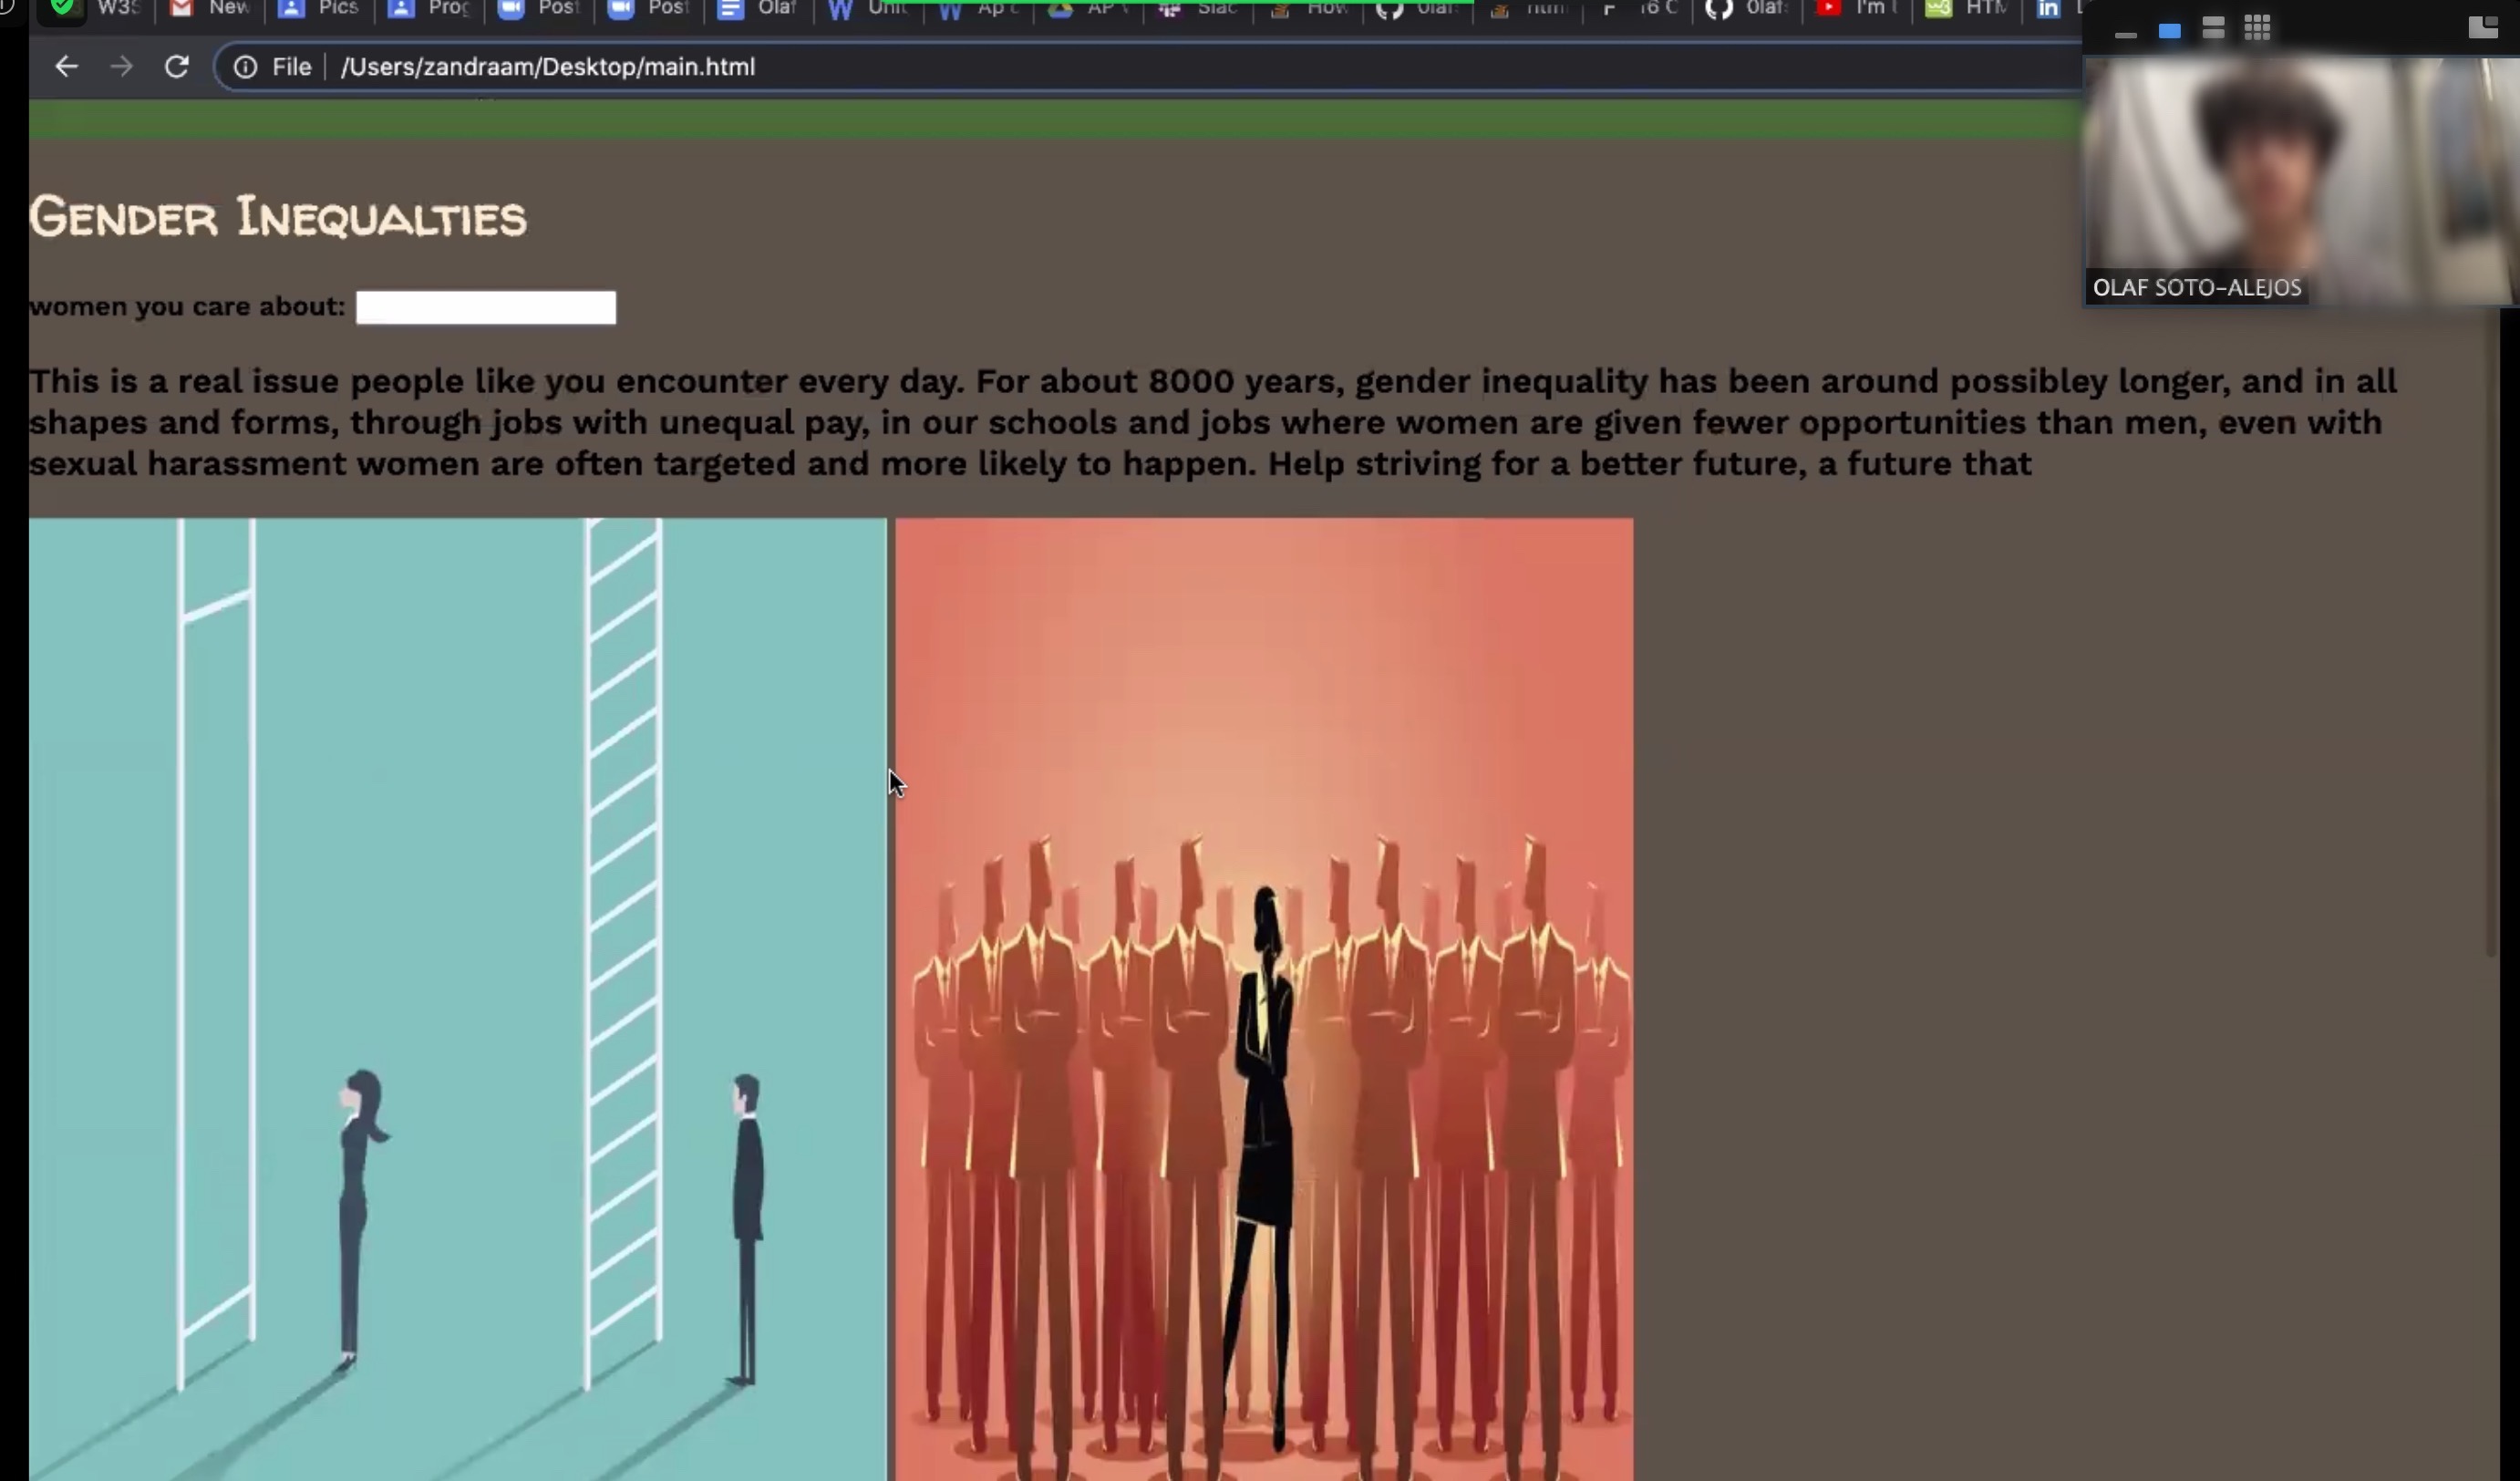 W3S New Pics Prog Post Post Olaf Unit Ap AP Slac How Olaf html I'm HTM
File /Users/zandraam/Desktop/main.html
OLAF SOTO-ALEJOS
Gender Inequalties
women you care about:
This is a real issue people like you encounter every day. For about 8000 years, gender inequality has been around possibley longer, and in all
shapes and forms, through jobs with unequal pay, in our schools and jobs where women are given fewer opportunities than men, even with
sexual harassment women are often targeted and more likely to happen. Help striving for a better future, a future that